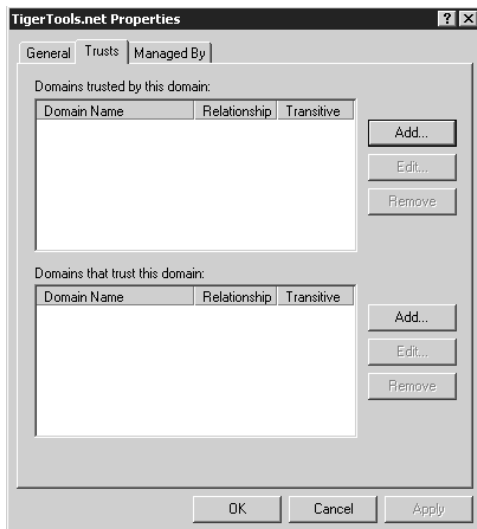 TigerTools.net Properties
General Trusts Managed By
Domains trusted by this domain:
Domain Name Relationship Transitive
Add...
Edit...
Remove
Domains that trust this domain:
Domain Name Relationship Transitive
Add...
Edit...
Remove
OK Cancel Apply